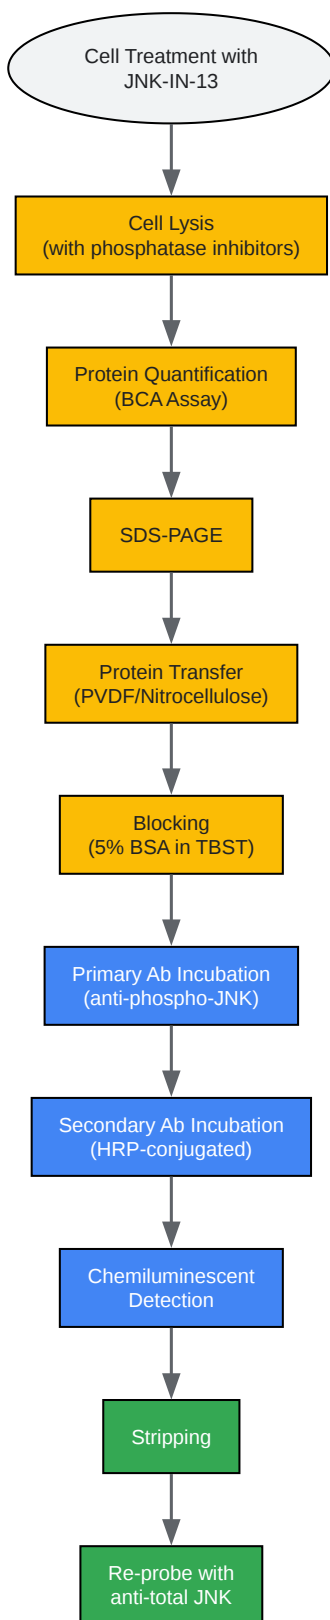 Cell Treatment with
JNK-IN-13
Cell Lysis
(with phosphatase inhibitors)
Protein Quantification
(BCA Assay)
SDS-PAGE
Protein Transfer
(PVDF/Nitrocellulose)
Blocking
(5% BSA in TBST)
Primary Ab Incubation
(anti-phospho-JNK)
Secondary Ab Incubation
(HRP-conjugated)
Chemiluminescent
Detection
Stripping
Re-probe with
anti-total JNK